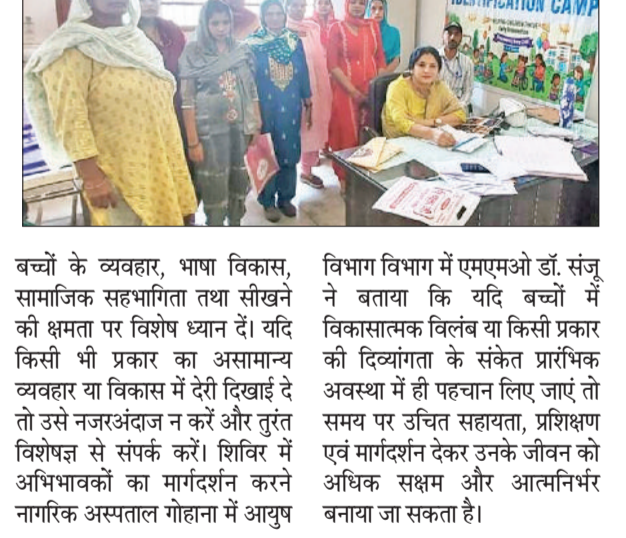 IDENTIFICATION CAMP
बच्चों के व्यवहार, भाषा विकास,
सामाजिक सहभागिता तथा सीखने
की क्षमता पर विशेष ध्यान दें। यदि
किसी भी प्रकार का असामान्य
व्यवहार या विकास में देरी दिखाई दे
तो उसे नजरअंदाज न करें और तुरंत
विशेषज्ञ से संपर्क करें। शिविर में
अभिभावकों का मार्गदर्शन करने
नागरिक अस्पताल गोहाना में आयुष
विभाग विभाग में एमएमओ डॉ. संजू
ने बताया कि यदि बच्चों में
विकासात्मक विलंब या किसी प्रकार
की दिव्यांगता के संकेत प्रारंभिक
अवस्था में ही पहचान लिए जाएं तो
समय पर उचित सहायता, प्रशिक्षण
एवं मार्गदर्शन देकर उनके जीवन को
अधिक सक्षम और आत्मनिर्भर
बनाया जा सकता है।